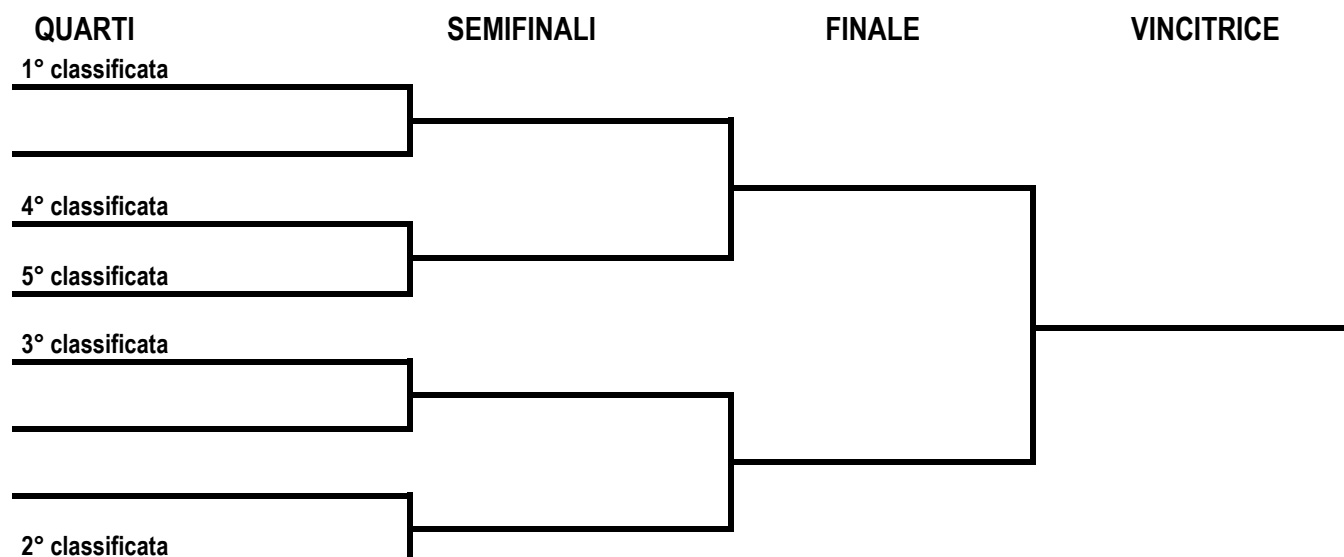 QUARTI SEMIFINALI FINALE VINCITRICE
1° classificata
4° classificata
5° classificata
3° classificata
2° classificata